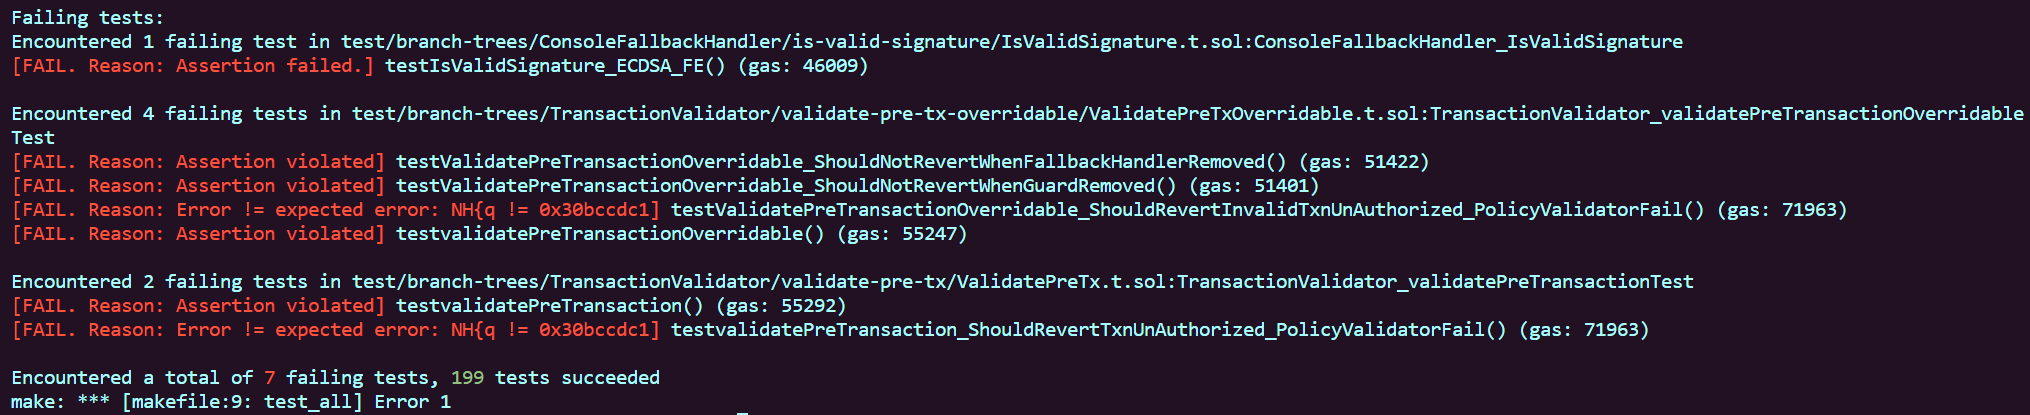 Failing tests:
Encountered 1 failing test in test/branch-trees/ConsoleFallbackHandler/is-valid-signature/IsValidSignature.t.sol:ConsoleFallbackHandler_IsValidSignature
[FAIL. Reason: Assertion failed.] testIsValidSignature_ECDSA_FE() (gas: 46009)

Encountered 4 failing tests in test/branch-trees/TransactionValidator/validate-pre-tx-overridable/ValidatePreTxOverridable.t.sol:TransactionValidator_validatePreTransactionOverridable
Test
[FAIL. Reason: Assertion violated] testValidatePreTransactionOverridable_ShouldNotRevertWhenFallbackHandlerRemoved() (gas: 51422)
[FAIL. Reason: Assertion violated] testValidatePreTransactionOverridable_ShouldNotRevertWhenGuardRemoved() (gas: 51401)
[FAIL. Reason: Error != expected error: NH{q != 0x30bccdc1] testValidatePreTransactionOverridable_ShouldRevertInvalidTxnUnAuthorized_PolicyValidatorFail() (gas: 71963)
[FAIL. Reason: Assertion violated] testvalidatePreTransactionOverridable() (gas: 55247)

Encountered 2 failing tests in test/branch-trees/TransactionValidator/validate-pre-tx/ValidatePreTx.t.sol:TransactionValidator_validatePreTransactionTest
[FAIL. Reason: Assertion violated] testvalidatePreTransaction() (gas: 55292)
[FAIL. Reason: Error != expected error: NH{q != 0x30bccdc1] testvalidatePreTransaction_ShouldRevertTxnUnAuthorized_PolicyValidatorFail() (gas: 71963)

Encountered a total of 7 failing tests, 199 tests succeeded
make: *** [makefile:9: test_all] Error 1